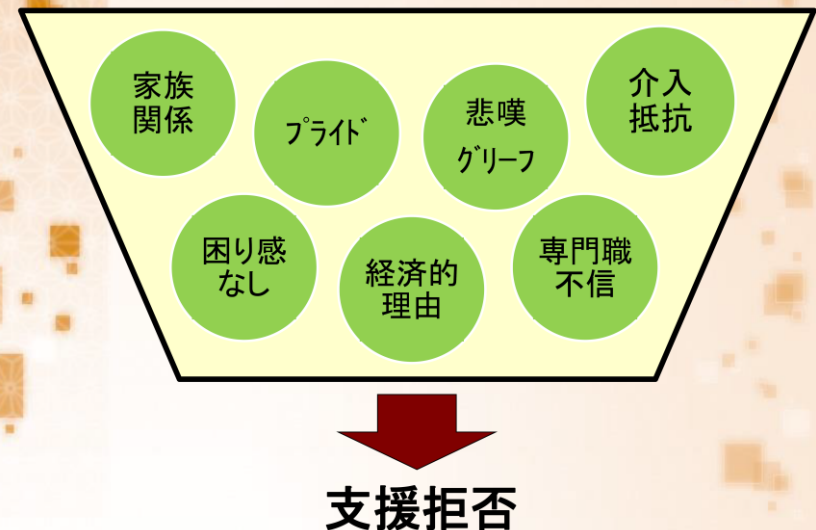 家族
関係
プライド
悲嘆
グリーフ
介入
抵抗
困り感
なし
経済的
理由
専門職
不信
支援拒否